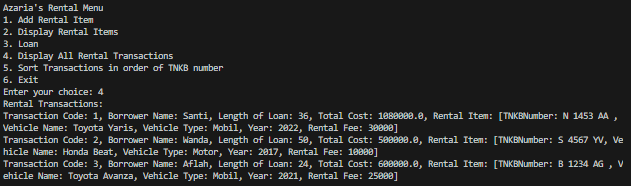 Azaria's Rental Menu
1. Add Rental Item
2. Display Rental Items
3. Loan
4. Display All Rental Transactions
5. Sort Transactions in order of TNKB number
6. Exit
Enter your choice: 4
Rental Transactions:
Transaction Code: 1, Borrower Name: Santi, Length of Loan: 36, Total Cost: 1080000.0, Rental Item: [TNKBNumber: N 1453 AA ,
Vehicle Name: Toyota Yaris, Vehicle Type: Mobil, Year: 2022, Rental Fee: 30000]
Transaction Code: 2, Borrower Name: Wanda, Length of Loan: 50, Total Cost: 500000.0, Rental Item: [TNKBNumber: S 4567 YV, Ve
hicle Name: Honda Beat, Vehicle Type: Motor, Year: 2017, Rental Fee: 10000]
Transaction Code: 3, Borrower Name: Aflah, Length of Loan: 24, Total Cost: 600000.0, Rental Item: [TNKBNumber: B 1234 AG , V
ehicle Name: Toyota Avanza, Vehicle Type: Mobil, Year: 2021, Rental Fee: 25000]